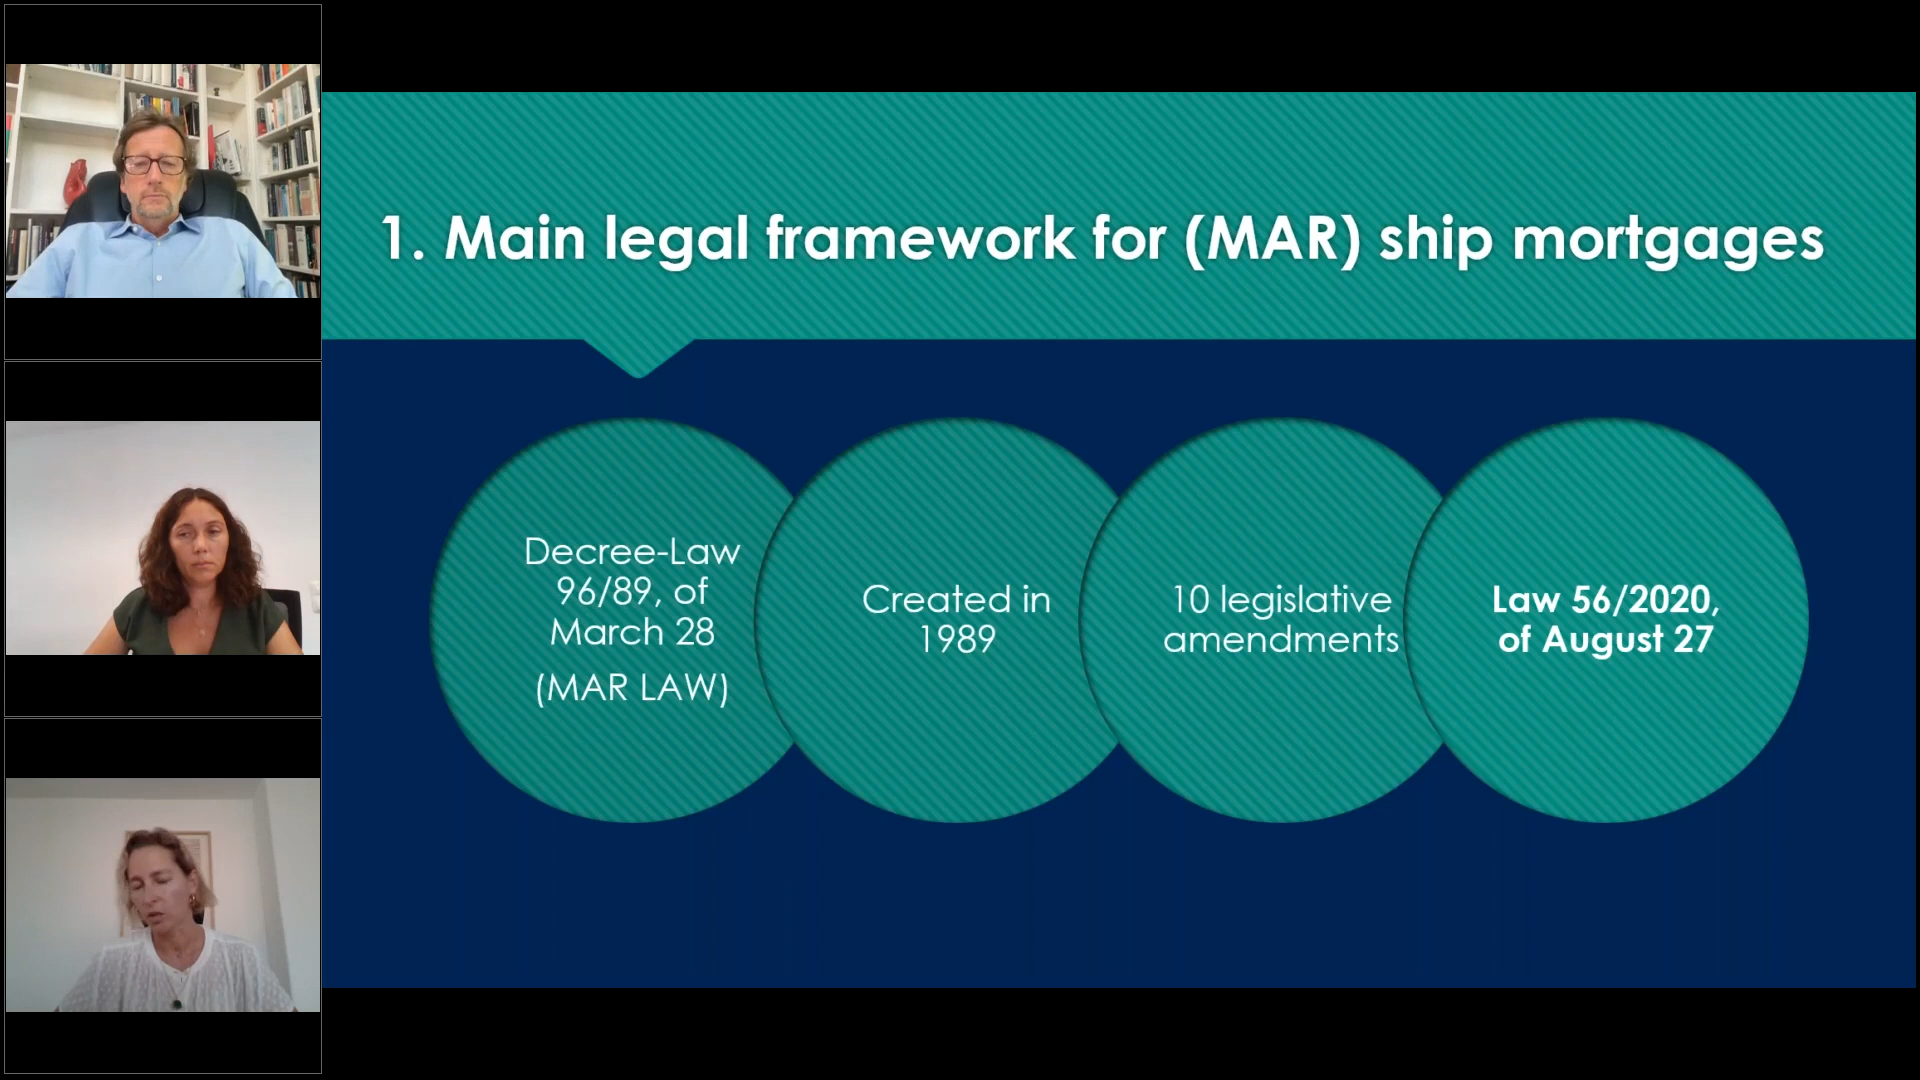 1. Main legal framework for (MAR) ship mortgages
Decree-Law
96/89, of
March 28
(MAR LAW)
Created in
1989
10 legislative
amendments
Law 56/2020,
of August 27